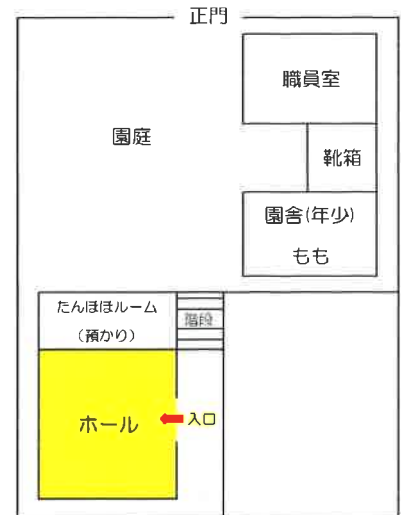 正門
職員室
園庭
靴箱
園舎(年少)
もも
たんぽぽルーム
(預かり)
階段
ホール
入口